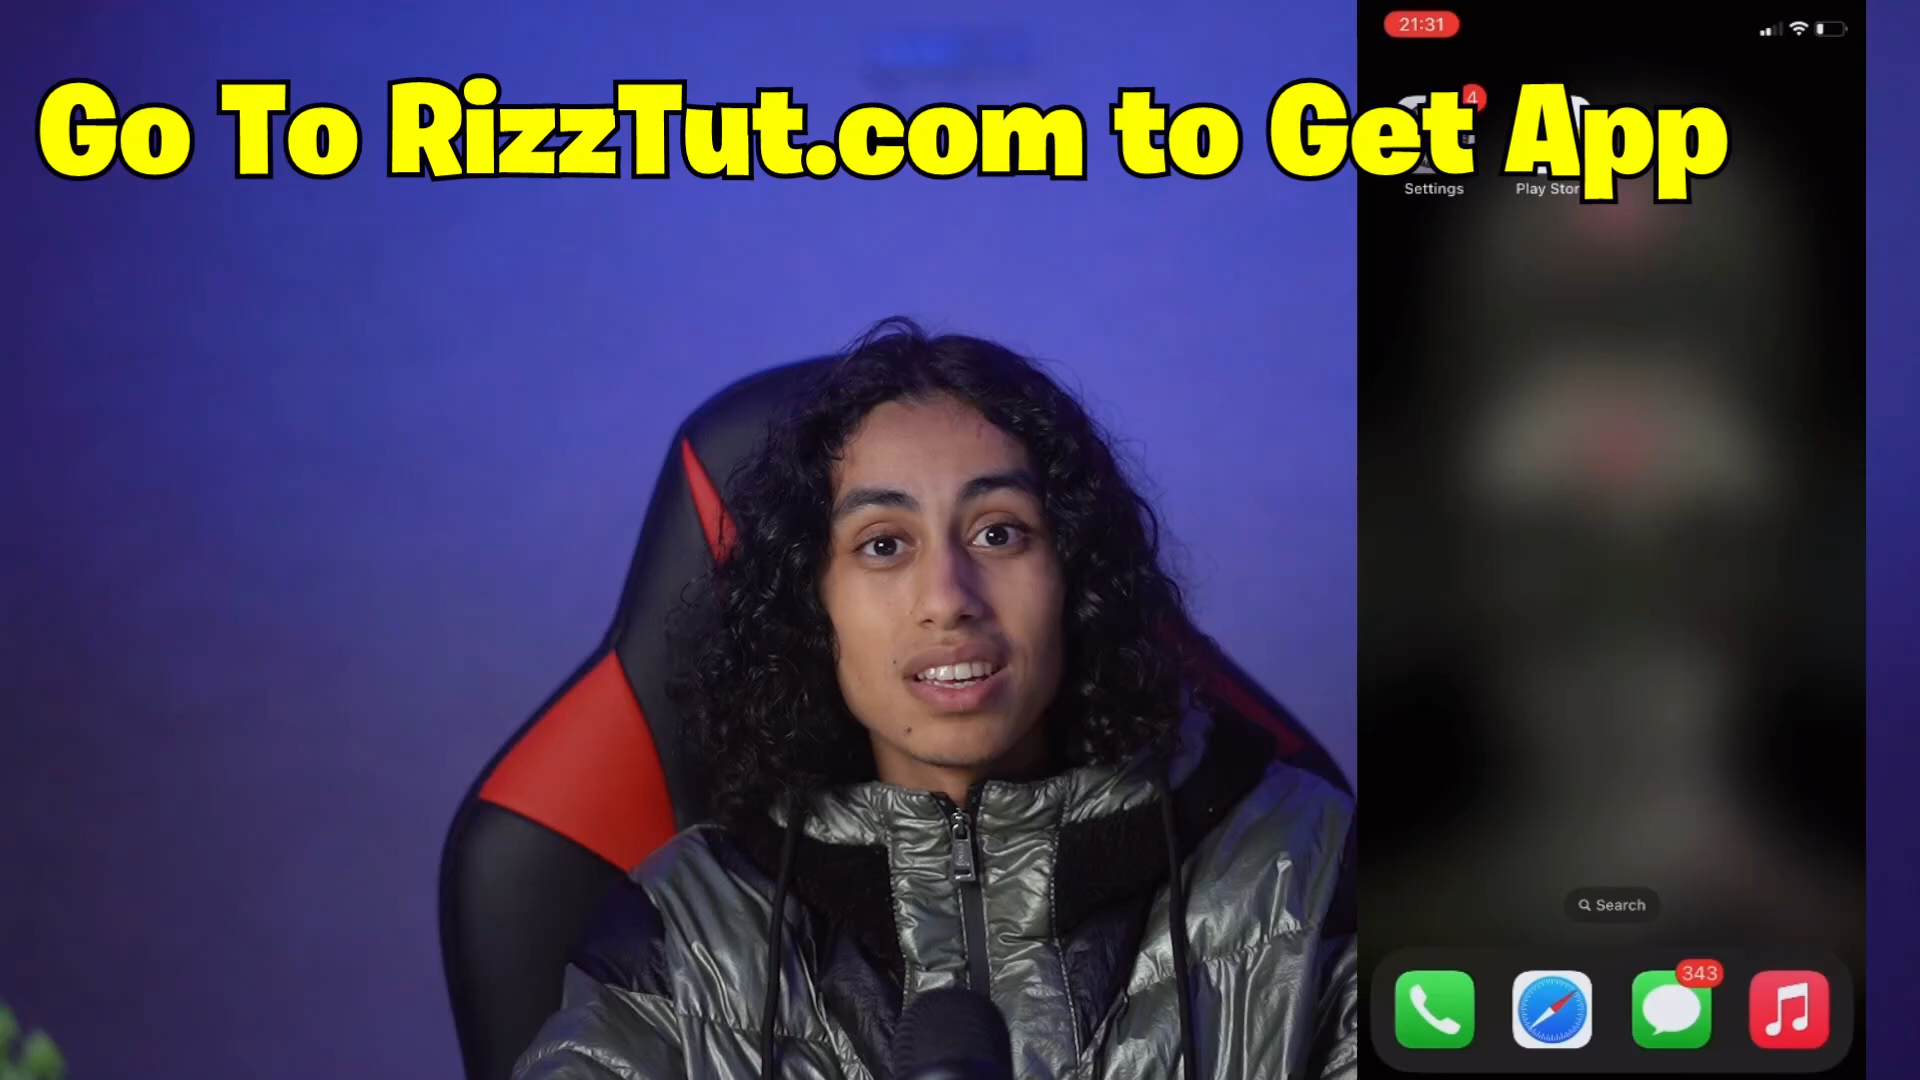 21:31
Go To RizzTut.com to Get App
4
Settings
Play Stor
Search
343